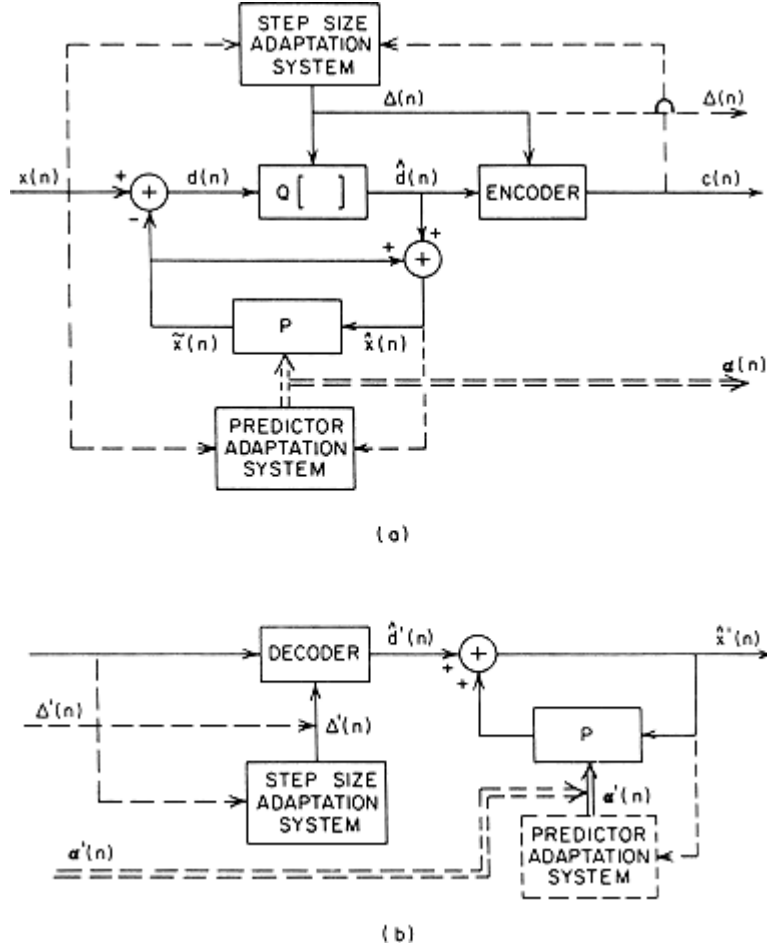 STEP SIZE
ADAPTATION
SYSTEM
Δ(n)
Δ(n)
x(n)
+
+
d(n)
Q[ ]
d̂(n)
ENCODER
c(n)
-
+
+
+
P
x̃(n)
x̂(n)
α(n)
PREDICTOR
ADAPTATION
SYSTEM
(a)
DECODER
d̂'(n)
+
x̂'(n)
+
+
Δ'(n)
Δ'(n)
P
STEP SIZE
ADAPTATION
SYSTEM
α'(n)
α'(n)
PREDICTOR
ADAPTATION
SYSTEM
(b)